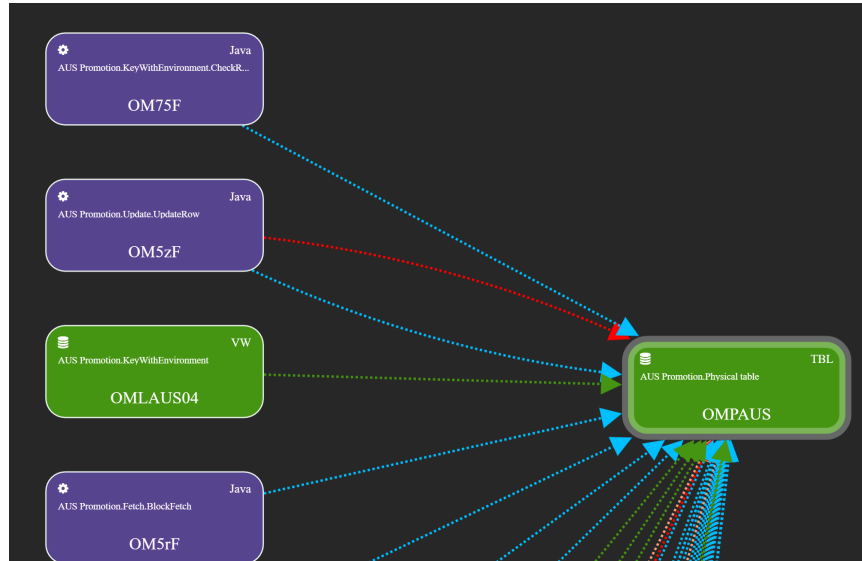 Java
AUS Promotion.KeyWithEnvironment.CheckR...
OM75F
Java
AUS Promotion.Update.UpdateRow
OM5zF
VW
AUS Promotion.KeyWithEnvironment
OMLAUS04
TBL
AUS Promotion.Physical table
OMPAUS
Java
AUS Promotion.Fetch.BlockFetch
OM5rF